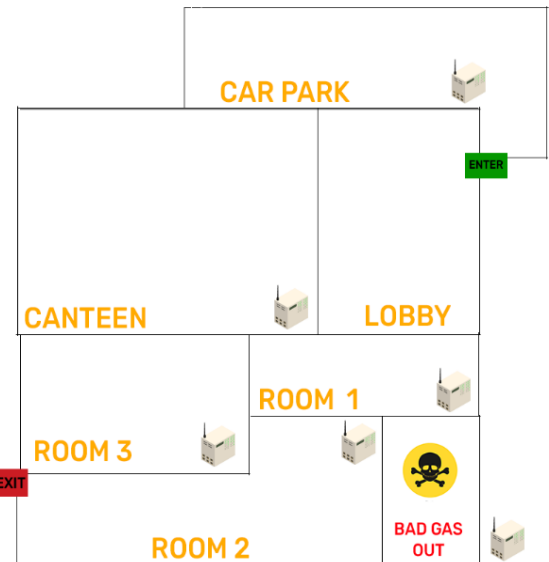 CAR PARK
ENTER
CANTEEN
LOBBY
ROOM 1
ROOM 3
EXIT
BAD GAS
OUT
ROOM 2